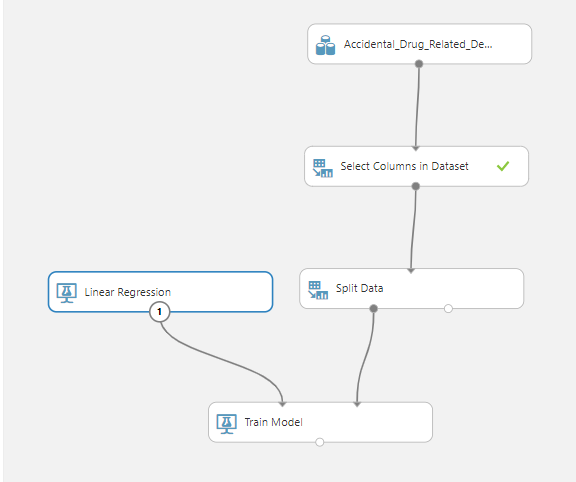 Accidental_Drug_Related_De...
Select Columns in Dataset
Linear Regression
Split Data
1
Train Model